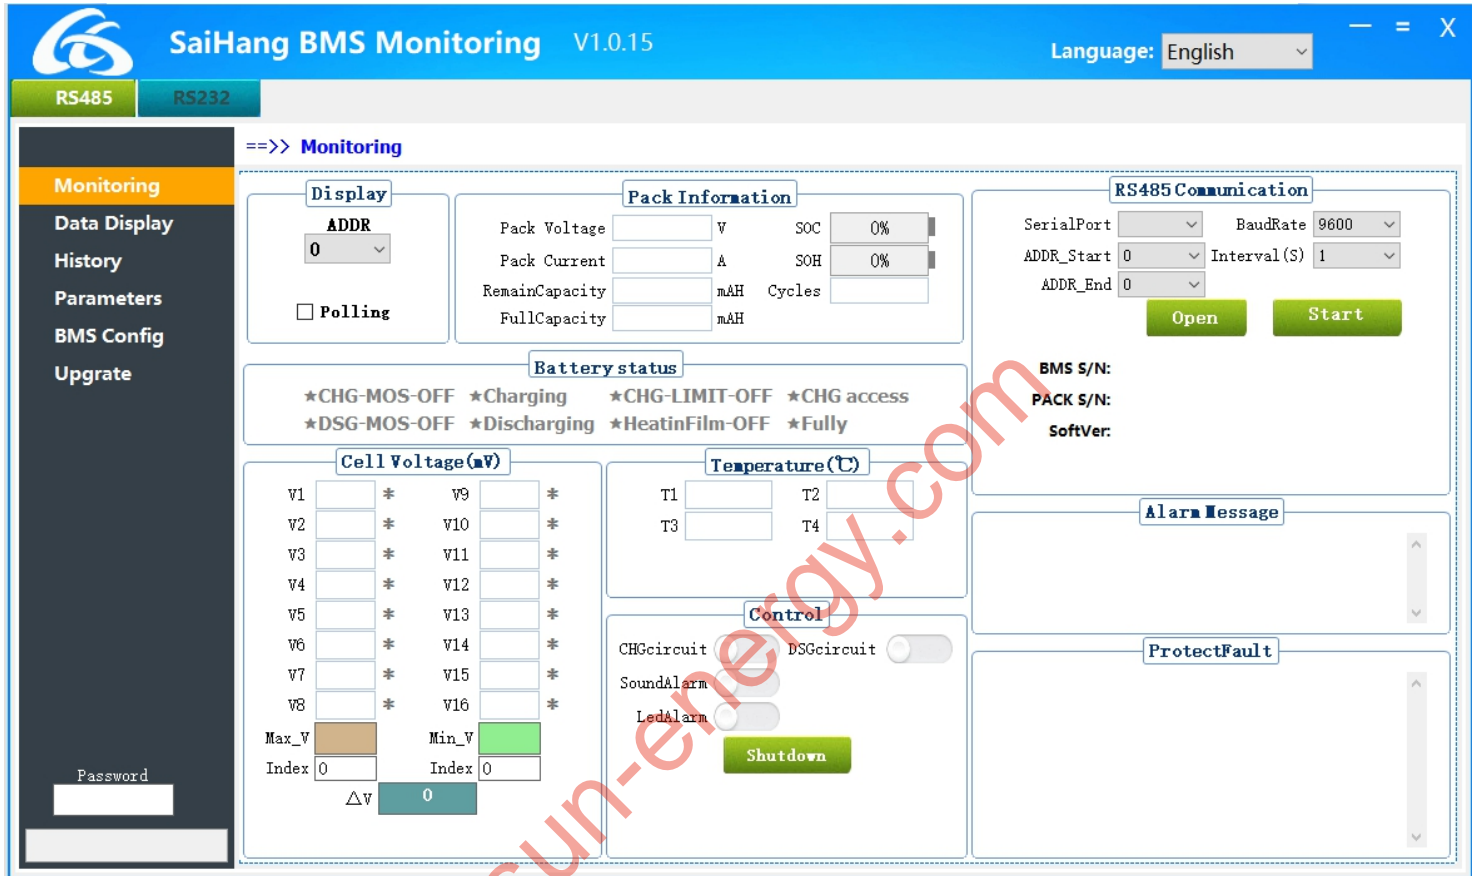 SaiHang BMS Monitoring V1.0.15
Language: English
RS485 RS232
Monitoring
Data Display
History
Parameters
BMS Config
Upgrate
Password
==>> Monitoring
Display
ADDR
0
Polling
Pack Information
Pack Voltage V SOC 0%
Pack Current A SOH 0%
RemainCapacity mAH Cycles
FullCapacity mAH
RS485 Communication
SerialPort BaudRate 9600
ADDR_Start 0 Interval(S) 1
ADDR_End 0
Open Start
BMS S/N:
PACK S/N:
SoftVer:
Battery status
★CHG-MOS-OFF ★Charging ★CHG-LIMIT-OFF ★CHG access
★DSG-MOS-OFF ★Discharging ★HeatinFilm-OFF ★Fully
Cell Voltage(mV)
V1 * V9 *
V2 * V10 *
V3 * V11 *
V4 * V12 *
V5 * V13 *
V6 * V14 *
V7 * V15 *
V8 * V16 *
Max_V Min_V
Index 0 Index 0
△V 0
Temperature(℃)
T1 T2
T3 T4
Control
CHGcircuit DSGcircuit
SoundAlarm
LedAlarm
Shutdown
Alarm Message
ProtectFault
sun-energy.com